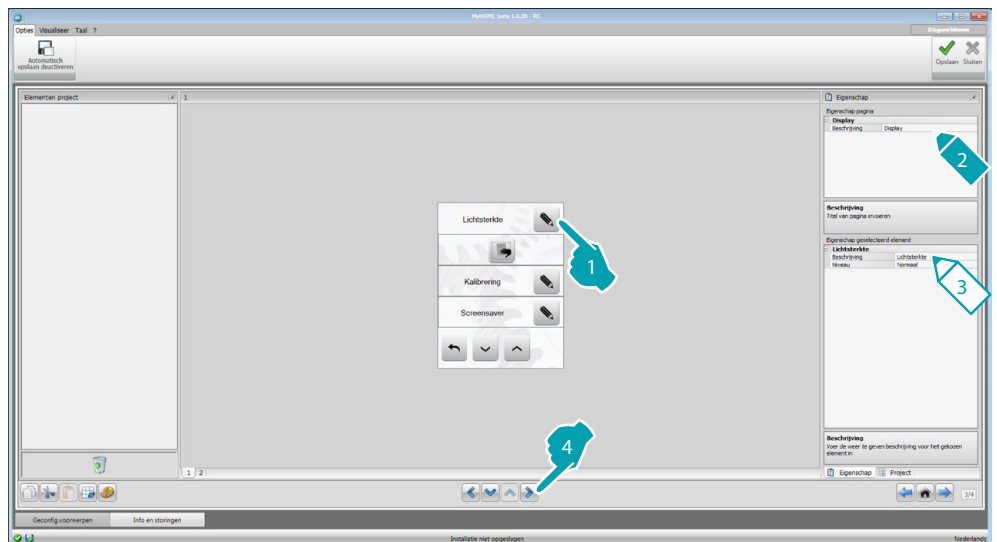 MyHOME Suite 1.0.30 - RC
Opties Visualiseer Taal ?
Automatisch
opslaan deactiveren
Opslaan Sluiten
Elementen project
1
Eigenschap
Eigenschap pagina
Display
Beschrijving Display
2
Beschrijving
Titel van pagina invoeren
Lichtsterkte
1
Kalibrering
Screensaver
Eigenschap geselecteerd element
Lichtsterkte
Beschrijving Lichtsterkte
Niveau Normaal
3
4
Beschrijving
Voer de weer te geven beschrijving voor het gekozen
element in
1 2
Eigenschap Project
3/4
Geconfig.voorwerpen Info en storingen
Installatie niet opgeslagen
Nederlands